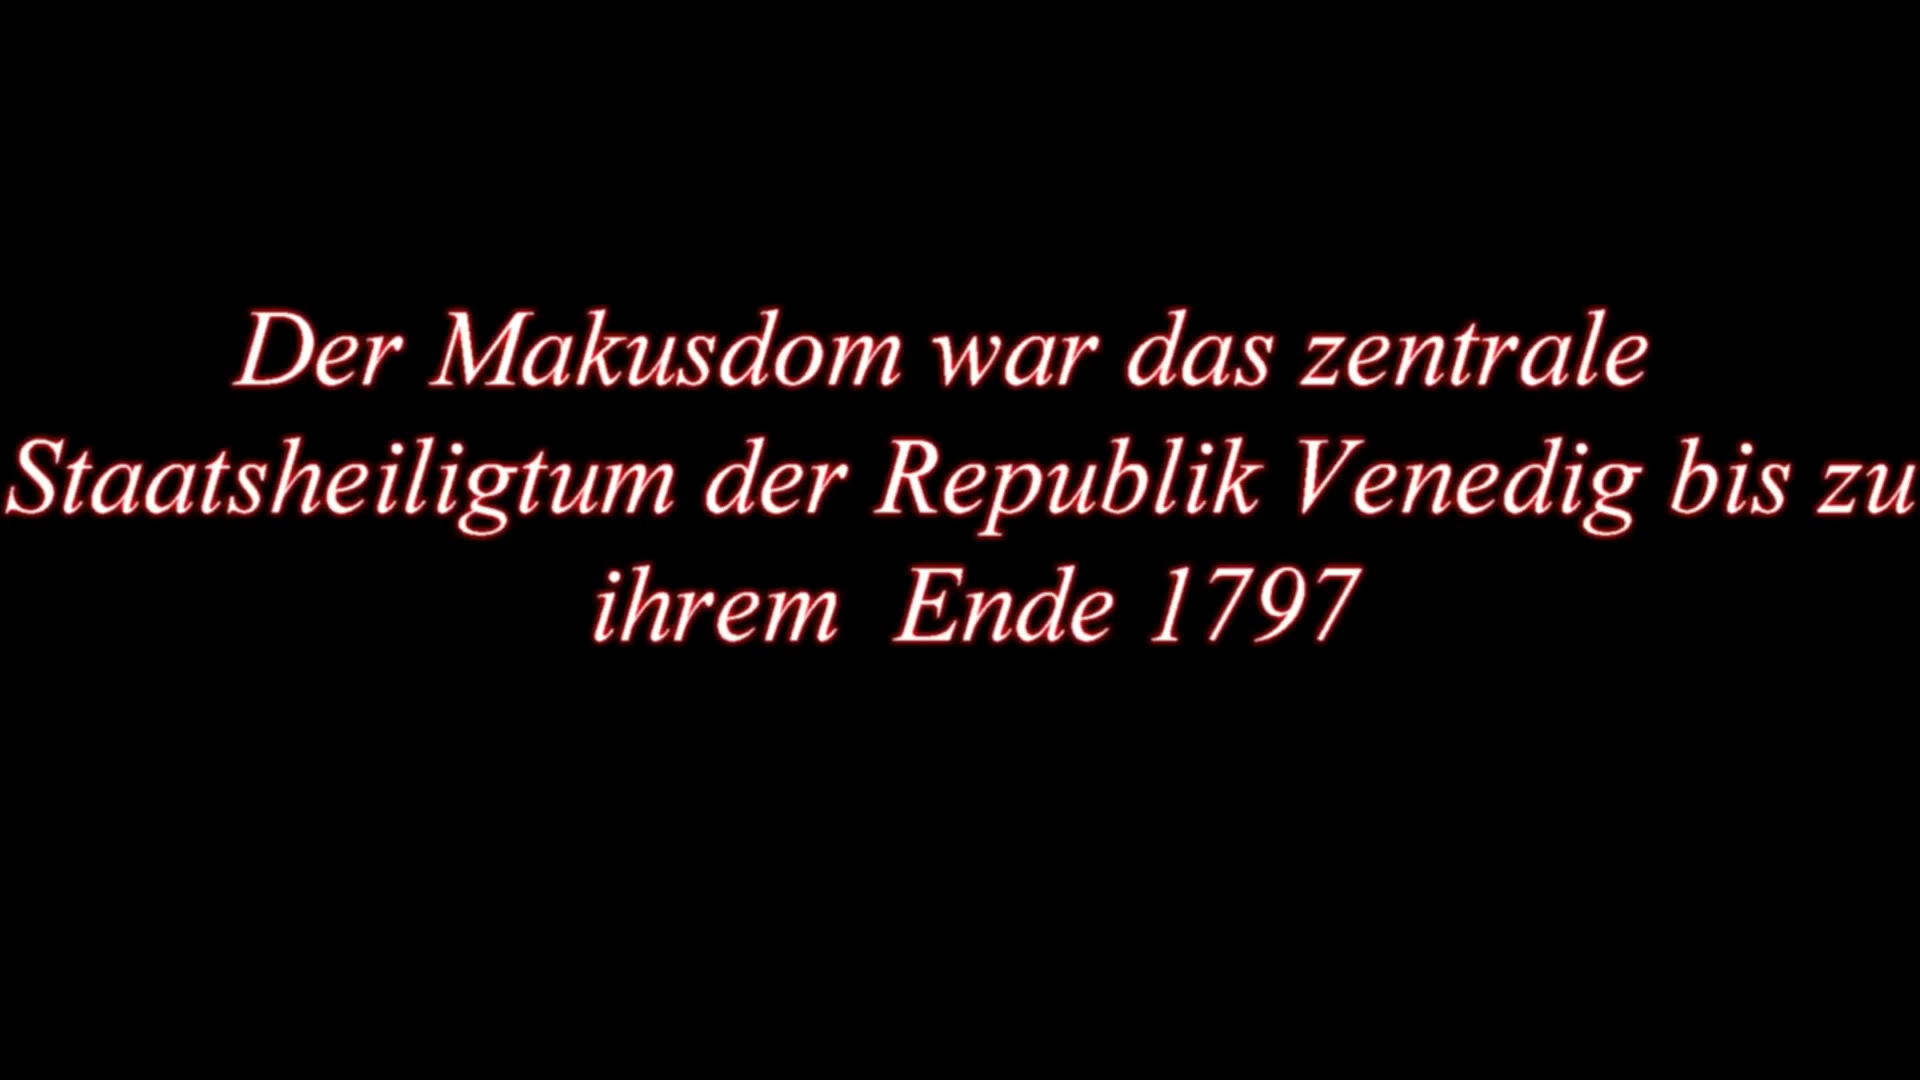 Der Makusdom war das zentrale
Staatsheiligtum der Republik Venedig bis zu
ihrem  Ende 1797